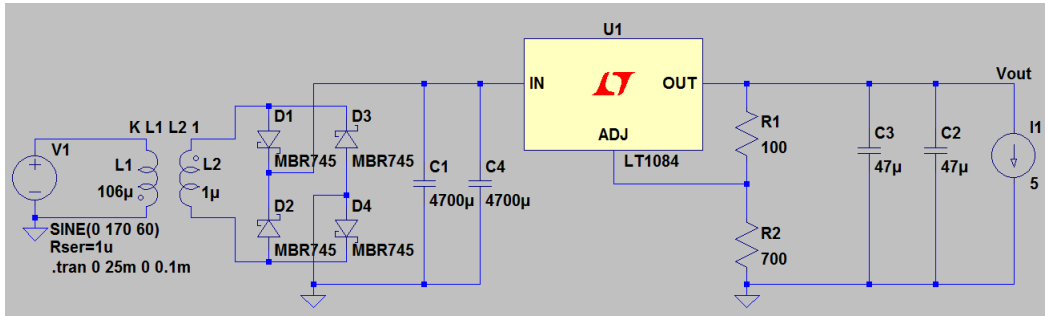 U1
IN
OUT
ADJ
LT1084
Vout
K L1 L2 1
V1
L1
106µ
L2
1µ
D1
MBR745
D3
MBR745
D2
MBR745
D4
MBR745
C1
4700µ
C4
4700µ
R1
100
R2
700
C3
47µ
C2
47µ
I1
5
SINE(0 170 60)
Rser=1u
.tran 0 25m 0 0.1m